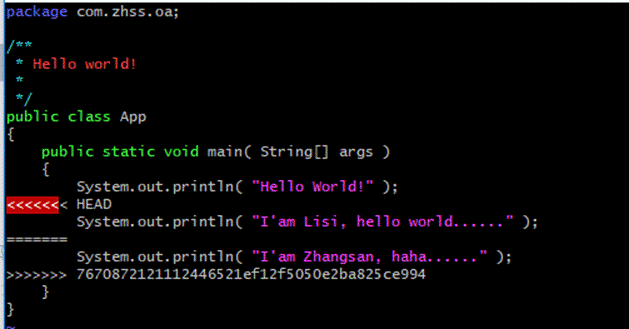 package com.zhss.oa;
/**
 * Hello world!
 *
 */
public class App
{
    public static void main( String[] args )
    {
        System.out.println( "Hello World!" );
<<<<<<< HEAD
        System.out.println( "I'am Lisi, hello world......" );
=======
        System.out.println( "I'am Zhangsan, haha......" );
>>>>>>> 7670872121112446521ef12f5050e2ba825ce994
    }
}
~